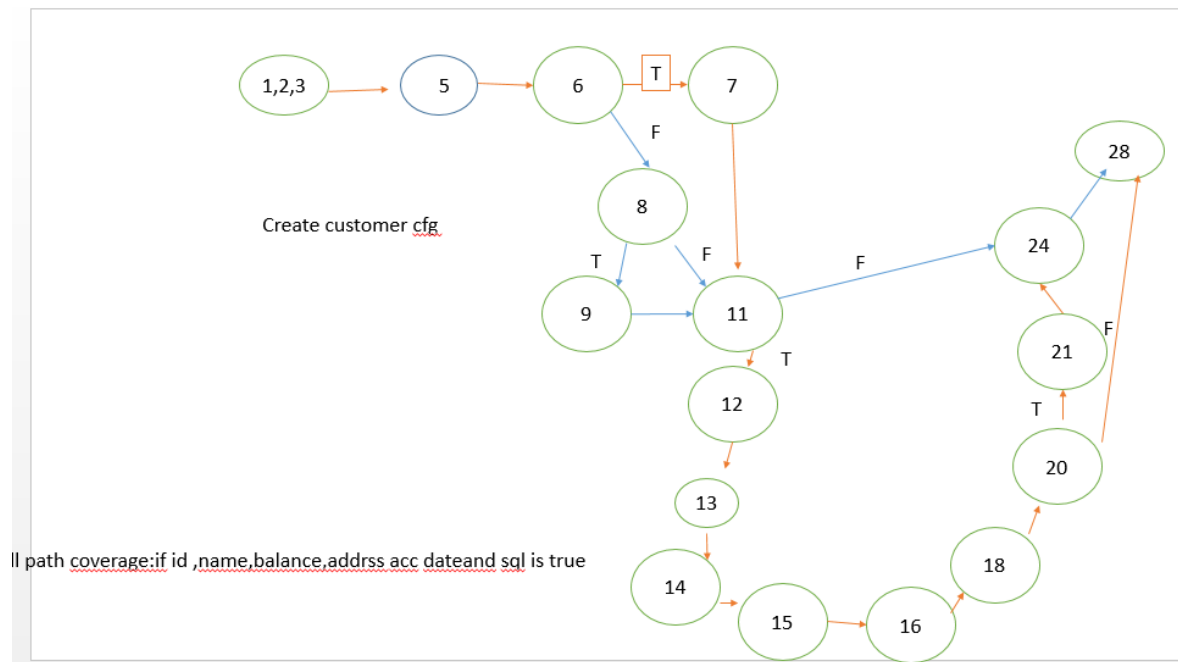 1,2,3
5
6
T
7
F
28
8
Create customer cfg
24
T
F
F
9
11
21
F
T
12
T
20
13
ll path coverage:if id ,name,balance,addrss acc dateand sql is true
18
14
15
16